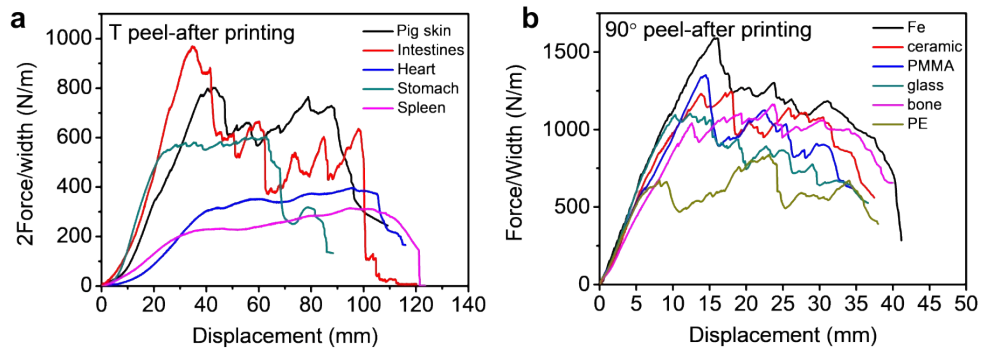 a
T peel-after printing
Pig skin
Intestines
Heart
Stomach
Spleen
1000
800
600
400
200
0
2Force/width (N/m)
0 20 40 60 80 100 120 140
Displacement (mm)
b
90° peel-after printing
Fe
ceramic
PMMA
glass
bone
PE
1500
1000
500
0
Force/Width (N/m)
0 5 10 15 20 25 30 35 40 45 50
Displacement (mm)